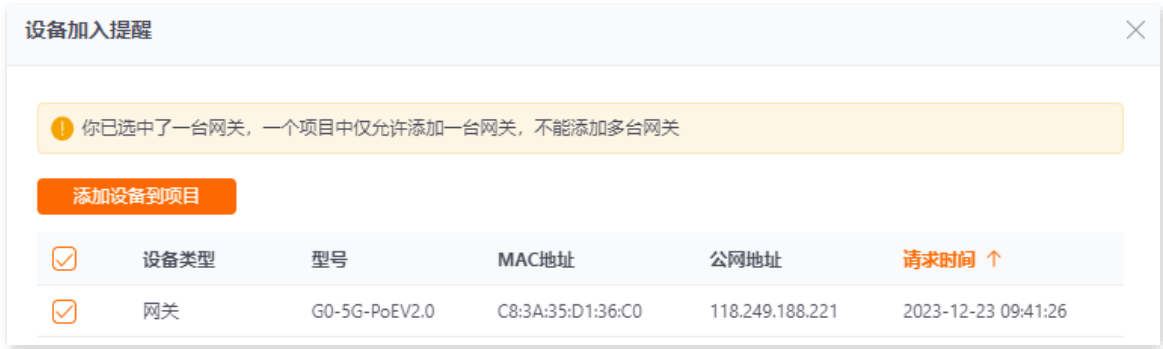 设备加入提醒
你已选中了一台网关，一个项目中仅允许添加一台网关，不能添加多台网关
添加设备到项目
设备类型 型号 MAC地址 公网地址 请求时间 ↑
网关 G0-5G-PoEV2.0 C8:3A:35:D1:36:C0 118.249.188.221 2023-12-23 09:41:26